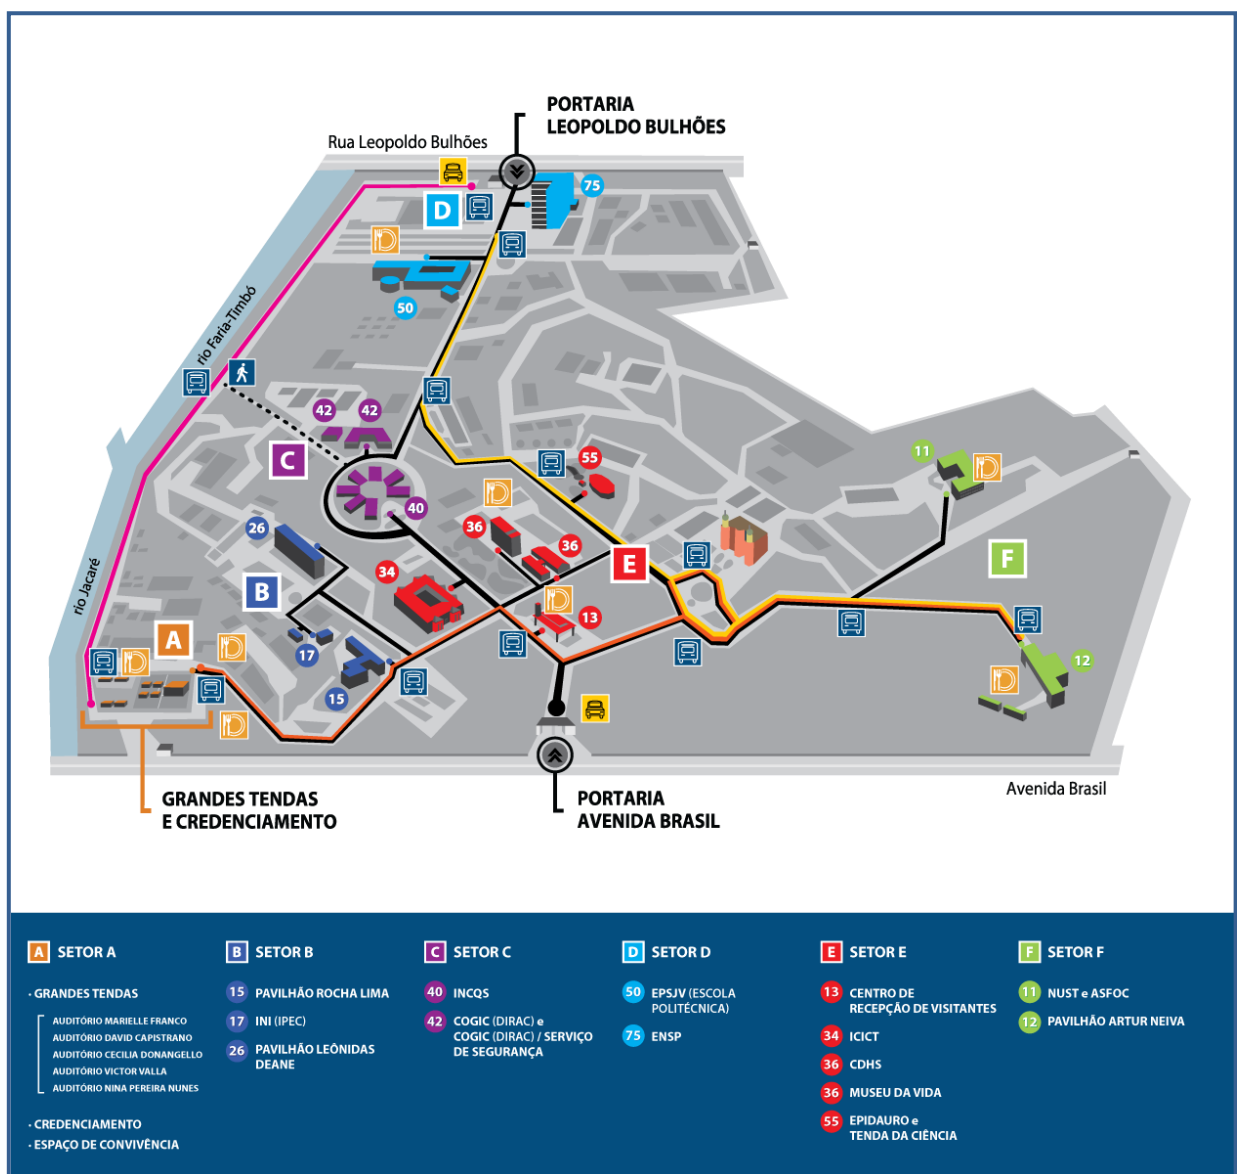 PORTARIA
LEOPOLDO BULHÕES
Rua Leopoldo Bulhões
75
D
50
rio Faria-Timbó
42
42
C
11
55
40
26
36
36
E
F
34
rio Jacaré
B
13
A
17
12
15
GRANDES TENDAS
E CREDENCIAMENTO
PORTARIA
AVENIDA BRASIL
Avenida Brasil
A SETOR A
· GRANDES TENDAS
AUDITÓRIO MARIELLE FRANCO
AUDITÓRIO DAVID CAPISTRANO
AUDITÓRIO CECILIA DONANGELLO
AUDITÓRIO VICTOR VALLA
AUDITÓRIO NINA PEREIRA NUNES
· CREDENCIAMENTO
· ESPAÇO DE CONVIVÊNCIA
B SETOR B
15 PAVILHÃO ROCHA LIMA
17 INI (IPEC)
26 PAVILHÃO LEÔNIDAS
DEANE
C SETOR C
40 INCQS
42 COGIC (DIRAC) e
COGIC (DIRAC) / SERVIÇO
DE SEGURANÇA
D SETOR D
50 EPSJV (ESCOLA
POLITÉCNICA)
75 ENSP
E SETOR E
13 CENTRO DE
RECEPÇÃO DE VISITANTES
34 ICICT
36 CDHS
36 MUSEU DA VIDA
55 EPIDAURO e
TENDA DA CIÊNCIA
F SETOR F
11 NUST e ASFOC
12 PAVILHÃO ARTUR NEIVA